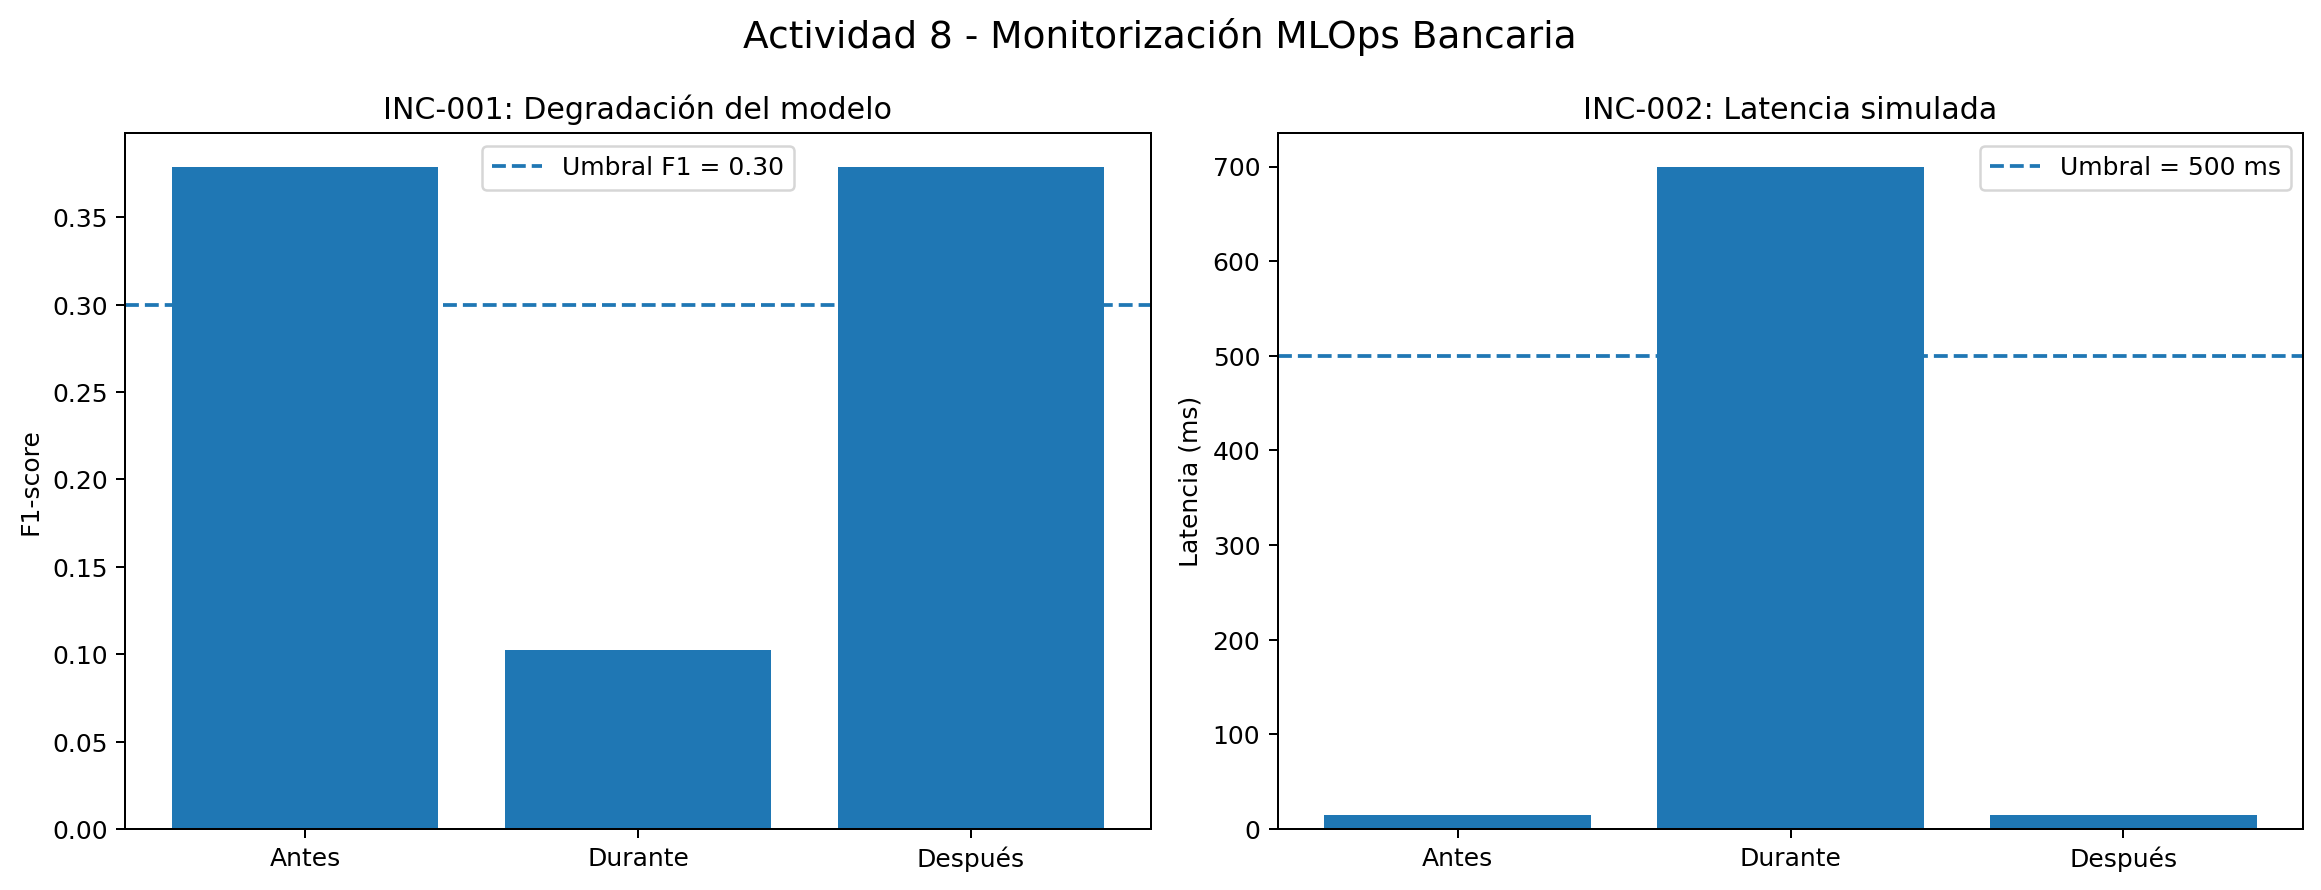 Actividad 8 - Monitorización MLOps Bancaria
INC-001: Degradación del modelo
Umbral F1 = 0.30
F1-score
0.35
0.30
0.25
0.20
0.15
0.10
0.05
0.00
Antes
Durante
Después
INC-002: Latencia simulada
Umbral = 500 ms
Latencia (ms)
700
600
500
400
300
200
100
0
Antes
Durante
Después